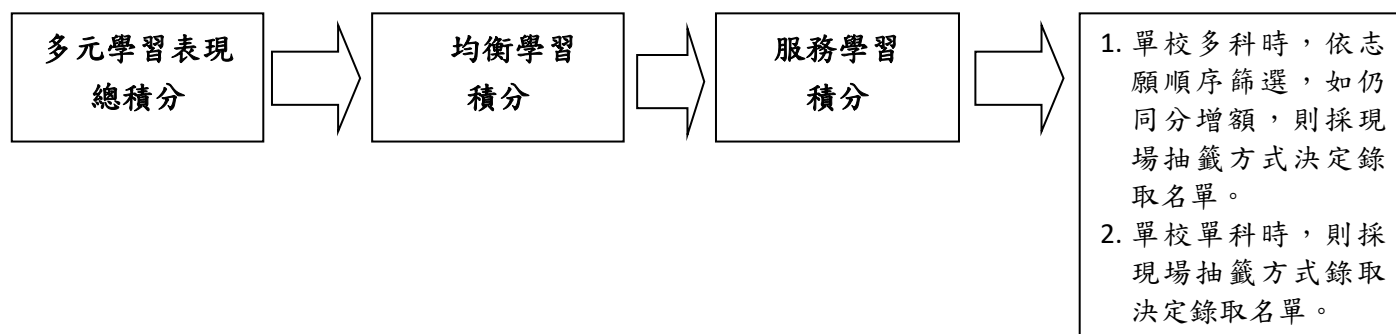 多元學習表現
總積分
均衡學習
積分
服務學習
積分
1. 單校多科時，依志
願順序篩選，如仍
同分增額，則採現
場抽籤方式決定錄
取名單。
2. 單校單科時，則採
現場抽籤方式錄取
決定錄取名單。